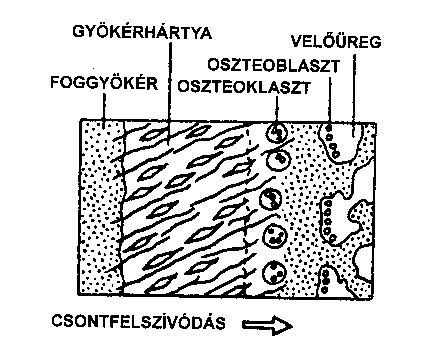 GYÖKÉRHÁRTYA
VELŐÜREG
OSZTEOBLASZT
FOGGYÖKÉR
OSZTEOKLASZT
CSONTFELSZÍVÓDÁS